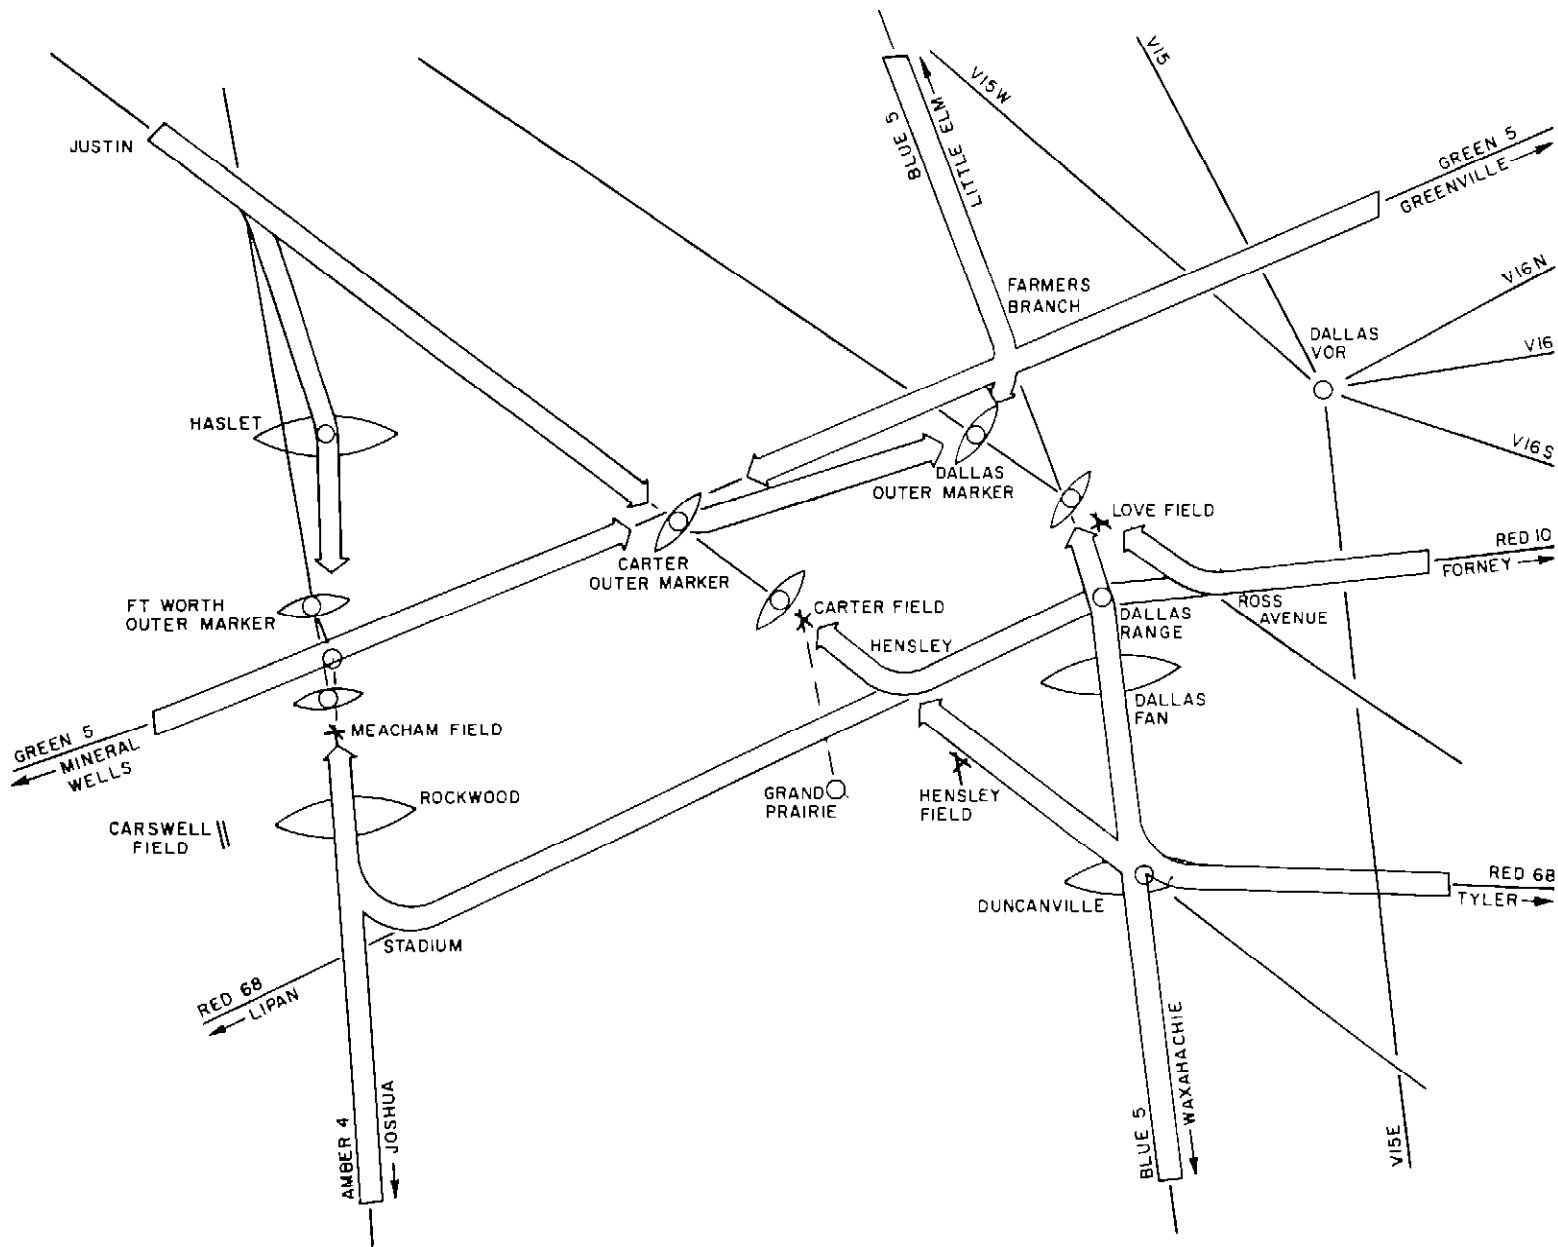 V15
V15W
BLUE 5
LITTLE ELM
JUSTIN
GREEN 5
GREENVILLE
FARMERS
BRANCH
V16N
DALLAS
VOR
V16
V16S
HASLET
DALLAS
OUTER MARKER
LOVE FIELD
RED 10
FORNEY
CARTER
OUTER MARKER
FT WORTH
OUTER MARKER
CARTER FIELD
HENSLEY
DALLAS
RANGE
ROSS
AVENUE
DALLAS
FAN
GREEN 5
MINERAL
WELLS
MEACHAM FIELD
ROCKWOOD
GRAND
PRAIRIE
HENSLEY
FIELD
CARSWELL
FIELD
RED 68
TYLER
DUNCANVILLE
STADIUM
RED 68
LIPAN
AMBER 4
JOSHUA
BLUE 5
WAXAHACHIE
V15E